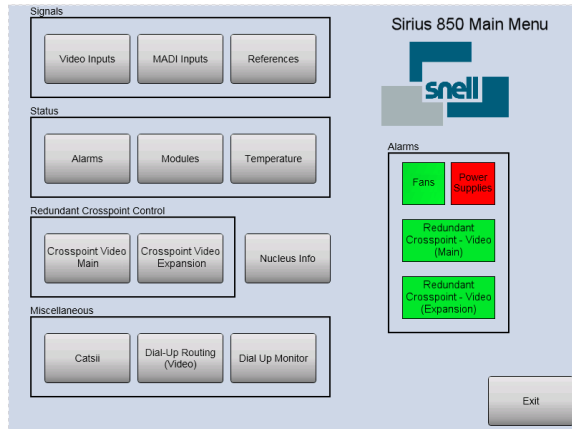 Signals
Video Inputs
MADI Inputs
References
Status
Alarms
Modules
Temperature
Redundant Crosspoint Control
Crosspoint Video
Main
Crosspoint Video
Expansion
Nucleus Info
Miscellaneous
Catsii
Dial-Up Routing
(Video)
Dial Up Monitor
Sirius 850 Main Menu
snell
Alarms
Fans
Power
Supplies
Redundant
Crosspoint - Video
(Main)
Redundant
Crosspoint - Video
(Expansion)
Exit